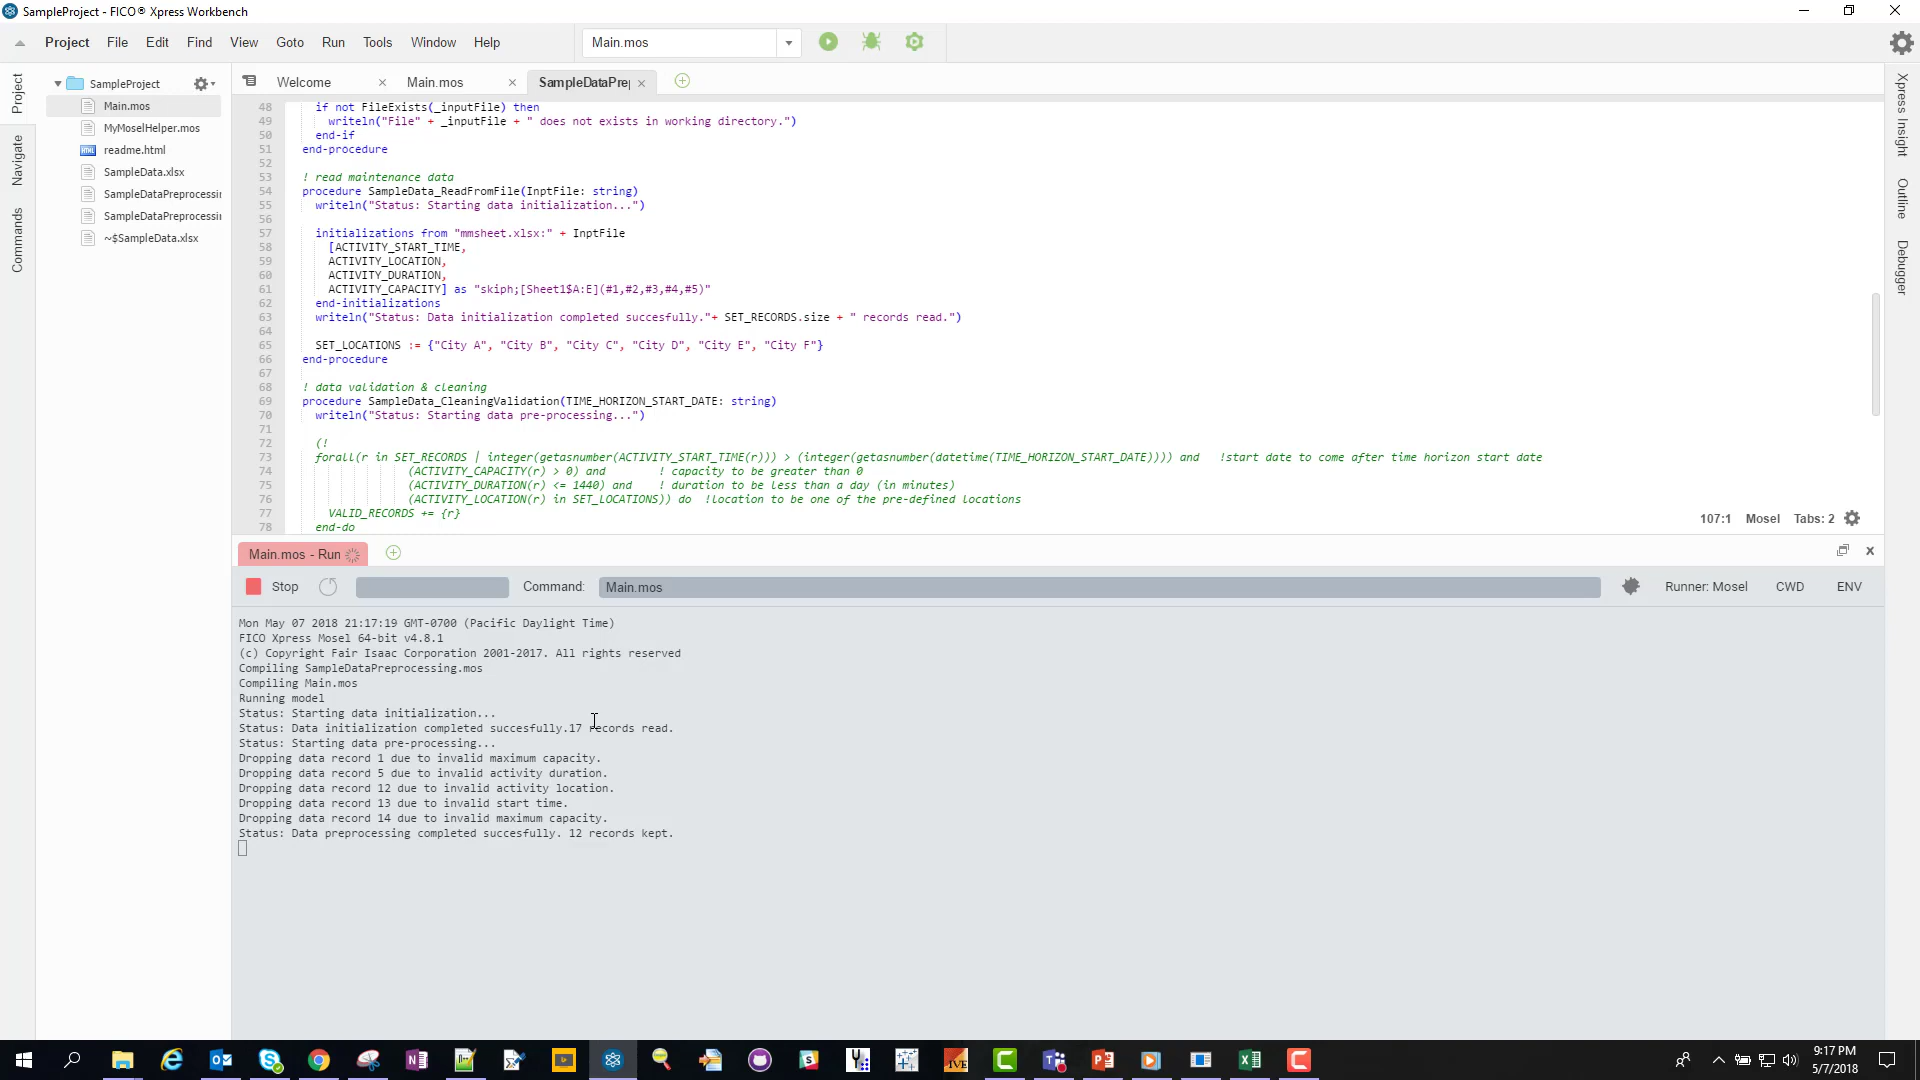 SampleProject - FICO® Xpress Workbench
Project File Edit Find View Goto Run Tools Window Help
Main.mos
Project
Navigate
Commands
SampleProject
Main.mos
MyMoselHelper.mos
readme.html
SampleData.xlsx
SampleDataPreprocessin
SampleDataPreprocessin
~$SampleData.xlsx
Welcome
Main.mos
SampleDataPrep
48 if not FileExists(_inputFile) then
49 writeln("File" + _inputFile + " does not exists in working directory.")
50 end-if
51 end-procedure
52
53 ! read maintenance data
54 procedure SampleData_ReadFromFile(InptFile: string)
55 writeln("Status: Starting data initialization...")
56
57 initializations from "mmsheet.xlsx:" + InptFile
58 [ACTIVITY_START_TIME,
59 ACTIVITY_LOCATION,
60 ACTIVITY_DURATION,
61 ACTIVITY_CAPACITY] as "skiph;[Sheet1$A:E](#1,#2,#3,#4,#5)"
62 end-initializations
63 writeln("Status: Data initialization completed succesfully."+ SET_RECORDS.size + " records read.")
64
65 SET_LOCATIONS := {"City A", "City B", "City C", "City D", "City E", "City F"}
66 end-procedure
67
68 ! data validation & cleaning
69 procedure SampleData_CleaningValidation(TIME_HORIZON_START_DATE: string)
70 writeln("Status: Starting data pre-processing...")
71
72 (!
73 forall(r in SET_RECORDS | integer(getasnumber(ACTIVITY_START_TIME(r))) > (integer(getasnumber(datetime(TIME_HORIZON_START_DATE)))) and !start date to come after time horizon start date
74 (ACTIVITY_CAPACITY(r) > 0) and ! capacity to be greater than 0
75 (ACTIVITY_DURATION(r) <= 1440) and ! duration to be less than a day (in minutes)
76 (ACTIVITY_LOCATION(r) in SET_LOCATIONS)) do !location to be one of the pre-defined locations
77 VALID_RECORDS += {r}
78 end-do
107:1 Mosel Tabs: 2
Xpress Insight
Outline
Debugger
Main.mos - Run
Stop
Command: Main.mos
Runner: Mosel CWD ENV
Mon May 07 2018 21:17:19 GMT-0700 (Pacific Daylight Time)
FICO Xpress Mosel 64-bit v4.8.1
(c) Copyright Fair Isaac Corporation 2001-2017. All rights reserved
Compiling SampleDataPreprocessing.mos
Compiling Main.mos
Running model
Status: Starting data initialization...
Status: Data initialization completed succesfully.17 records read.
Status: Starting data pre-processing...
Dropping data record 1 due to invalid maximum capacity.
Dropping data record 5 due to invalid activity duration.
Dropping data record 12 due to invalid activity location.
Dropping data record 13 due to invalid start time.
Dropping data record 14 due to invalid maximum capacity.
Status: Data preprocessing completed succesfully. 12 records kept.
9:17 PM
5/7/2018